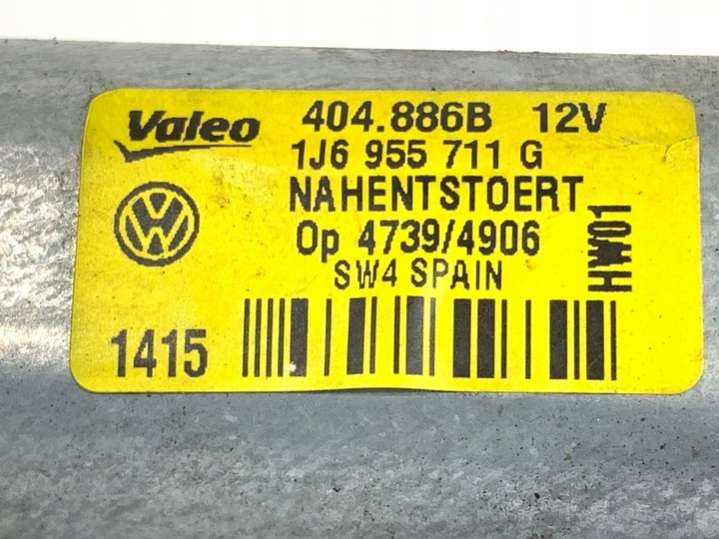 Valeo 404.886B 12V
1J6 955 711 G
NAHENTSTOERT
Op 4739/4906
SW4 SPAIN
HW01
1415